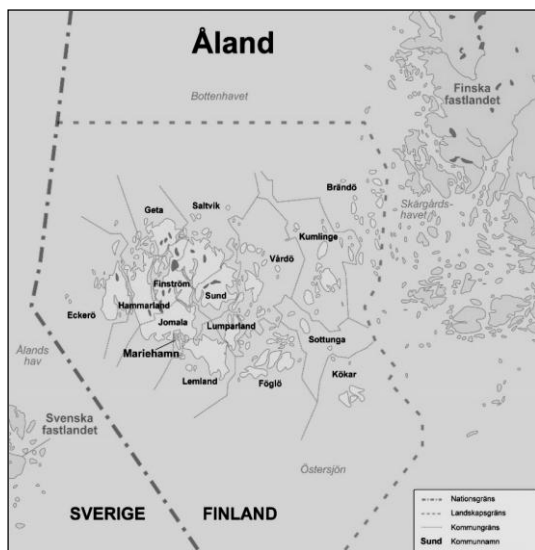 Åland
Bottenhavet
Finska
fastlandet
Skärgårds-
havet
Brändö
Geta
Saltvik
Kumlinge
Vårdö
Finström
Sund
Hammarland
Eckerö
Jomala
Lumparland
Sottunga
Mariehamn
Ålands
hav
Lemland
Föglö
Kökar
Svenska
fastlandet
Östersjön
SVERIGE
FINLAND
Nationsgräns
Landskapsgräns
Kommungräns
Sund Kommunnamn